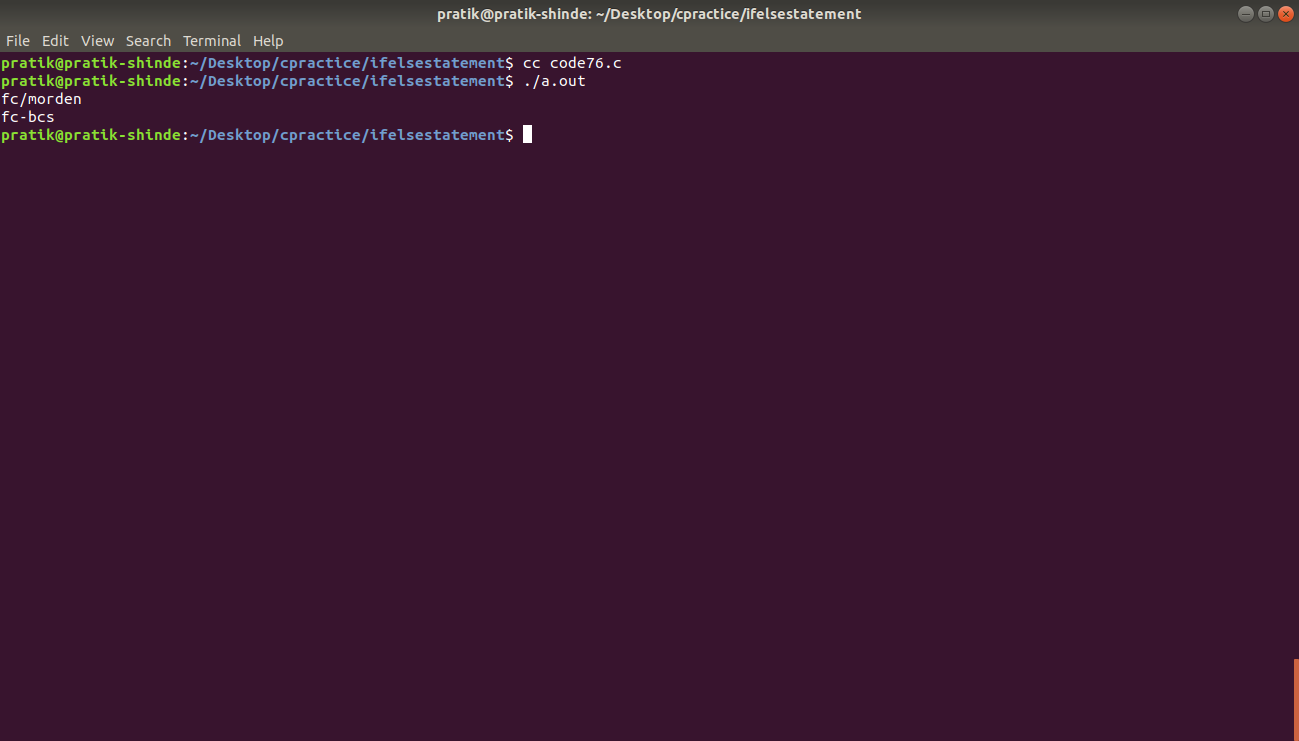 pratik@pratik-shinde: ~/Desktop/cpractice/ifelsestatement
File Edit View Search Terminal Help
pratik@pratik-shinde:~/Desktop/cpractice/ifelsestatement$ cc code76.c
pratik@pratik-shinde:~/Desktop/cpractice/ifelsestatement$ ./a.out
fc/morden
fc-bcs
pratik@pratik-shinde:~/Desktop/cpractice/ifelsestatement$